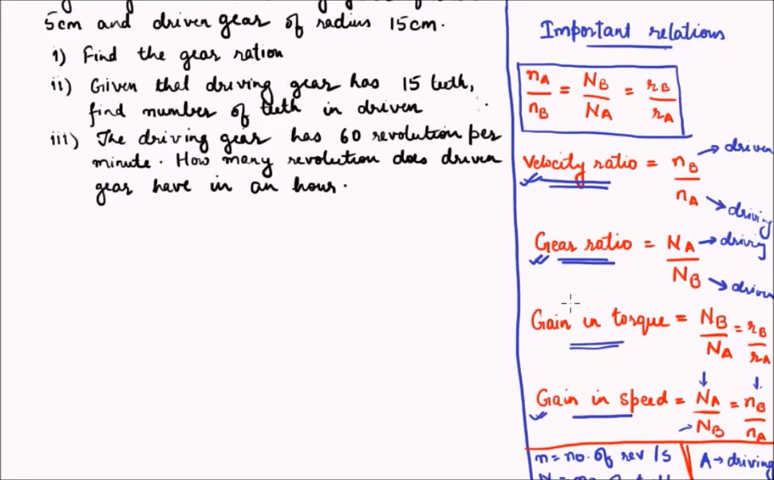 5cm and driven gear of radius 15cm.
i) Find the gear ration
ii) Given that driving gear has 15 teeth,
find number of teeth in driven
iii) The driving gear has 60 revolution per
minute. How many revolution does driven
gear have in an hour.
Important relations
nA/nB = NB/NA = rB/rA
Velocity ratio = nB/nA → driven → driving
Gear ratio = NA/NB → driving → driven
Gain in torque = NB/NA = rB/rA
Gain in speed = NA/NB = nB/nA
n = no. of rev /s
A → driving